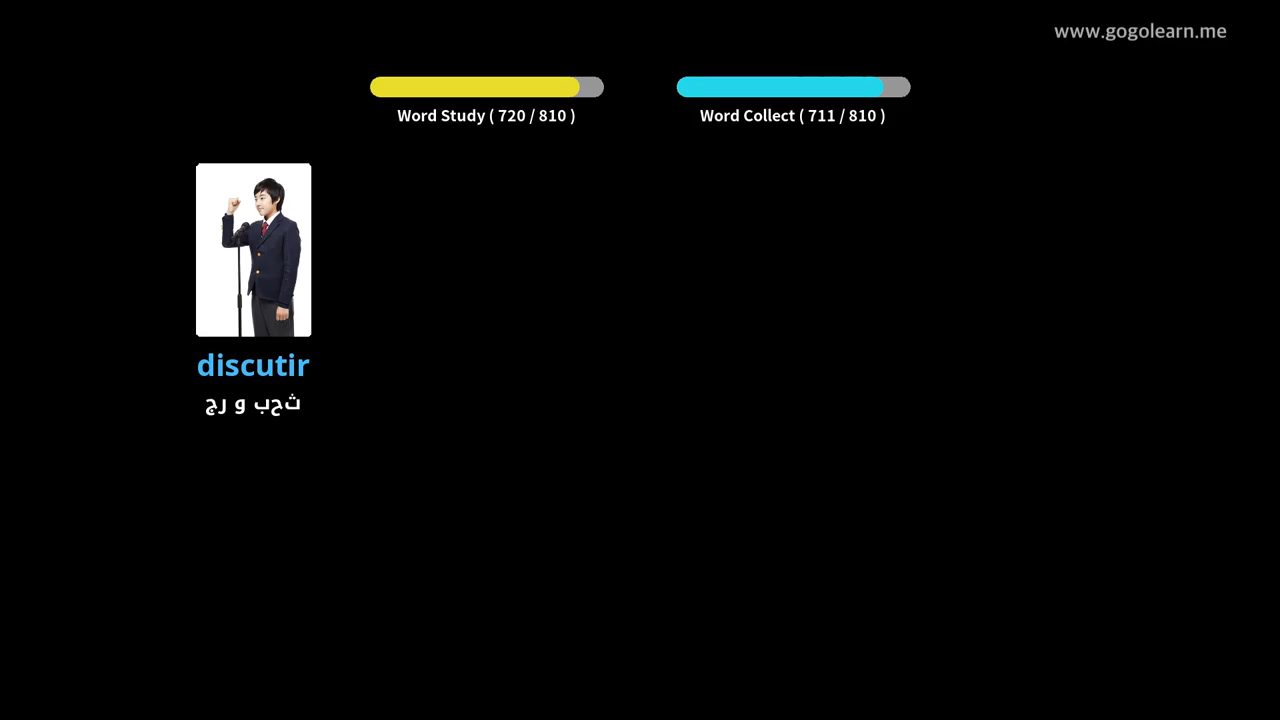 www.gogolearn.me
Word Study ( 720 / 810 )
Word Collect ( 711 / 810 )
discutir
ثحب و رج